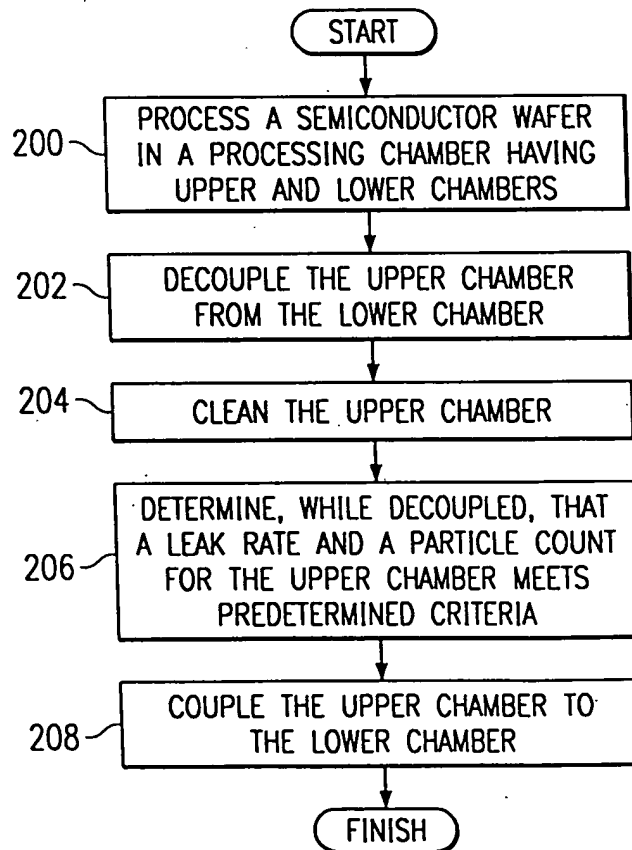 START
200
PROCESS A SEMICONDUCTOR WAFER
IN A PROCESSING CHAMBER HAVING
UPPER AND LOWER CHAMBERS
202
DECOUPLE THE UPPER CHAMBER
FROM THE LOWER CHAMBER
204
CLEAN THE UPPER CHAMBER
206
DETERMINE, WHILE DECOUPLED, THAT
A LEAK RATE AND A PARTICLE COUNT
FOR THE UPPER CHAMBER MEETS
PREDETERMINED CRITERIA
208
COUPLE THE UPPER CHAMBER TO
THE LOWER CHAMBER
FINISH